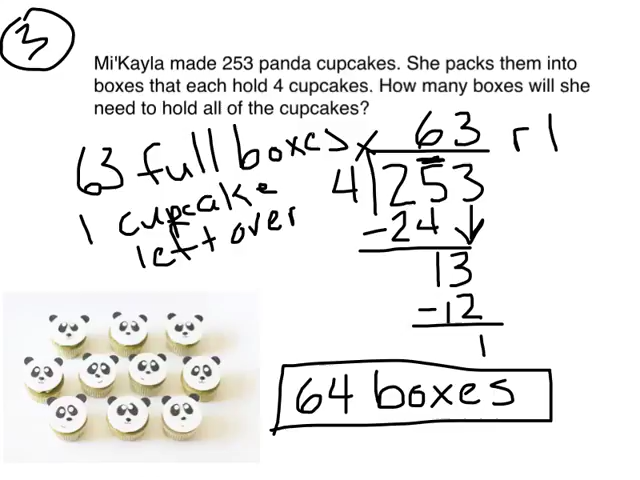 3
Mi'Kayla made 253 panda cupcakes. She packs them into
boxes that each hold 4 cupcakes. How many boxes will she
need to hold all of the cupcakes?
63 full boxes
1 cupcake
left over
x 63 r1
4 253
-24
13
-12
1
64 boxes